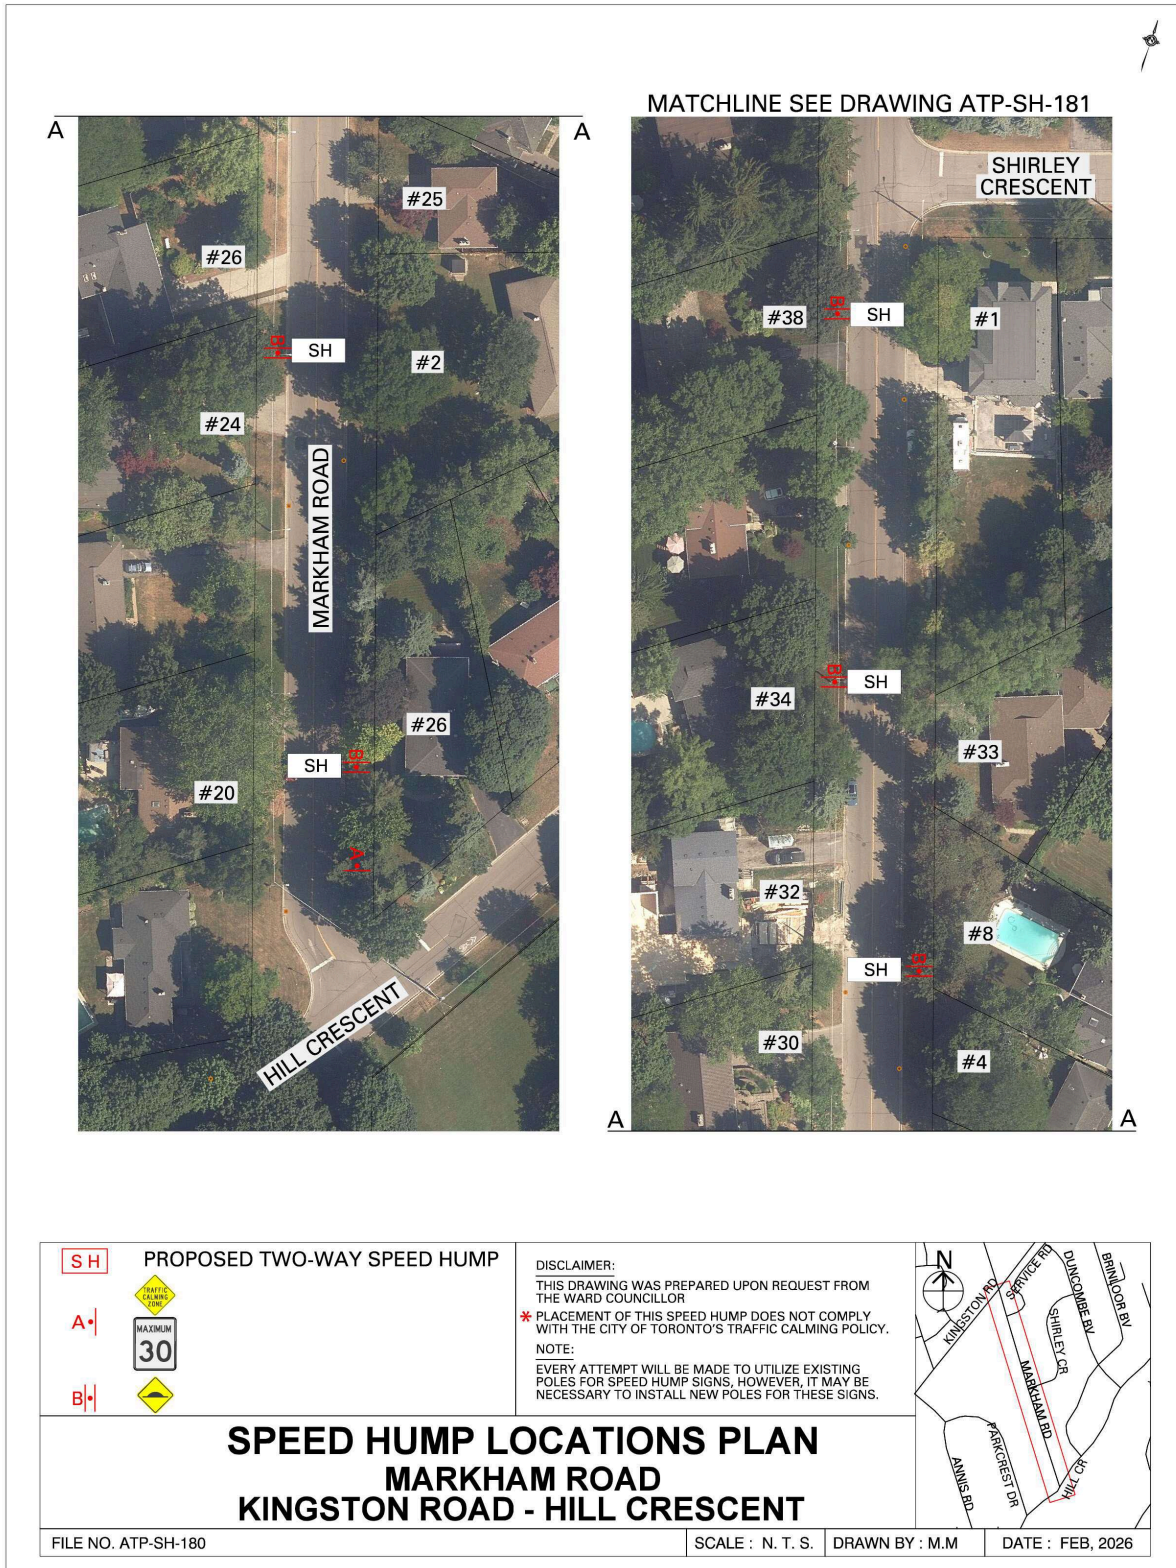 MATCHLINE SEE DRAWING ATP-SH-181
A
A
#25
#26
B
SH
#2
#24
MARKHAM ROAD
#26
B
SH
#20
A
HILL CRESCENT
SHIRLEY
CRESCENT
B
#38
SH
#1
B
SH
#34
#33
#32
#8
B
SH
#30
#4
A
A
S H
PROPOSED TWO-WAY SPEED HUMP
TRAFFIC
CALMING
ZONE
A
MAXIMUM
30
B
DISCLAIMER:
THIS DRAWING WAS PREPARED UPON REQUEST FROM
THE WARD COUNCILLOR
* PLACEMENT OF THIS SPEED HUMP DOES NOT COMPLY
WITH THE CITY OF TORONTO'S TRAFFIC CALMING POLICY.
NOTE:
EVERY ATTEMPT WILL BE MADE TO UTILIZE EXISTING
POLES FOR SPEED HUMP SIGNS, HOWEVER, IT MAY BE
NECESSARY TO INSTALL NEW POLES FOR THESE SIGNS.
N
KINGSTON RD
SERVICE RD
DUNCOMBE BV
BRINLOOR BV
SHIRLEY CR
MARKHAM RD
PARKCREST DR
ANNIS RD
HILL CR
SPEED HUMP LOCATIONS PLAN
MARKHAM ROAD
KINGSTON ROAD - HILL CRESCENT
FILE NO. ATP-SH-180
SCALE : N. T. S.
DRAWN BY : M.M
DATE : FEB, 2026